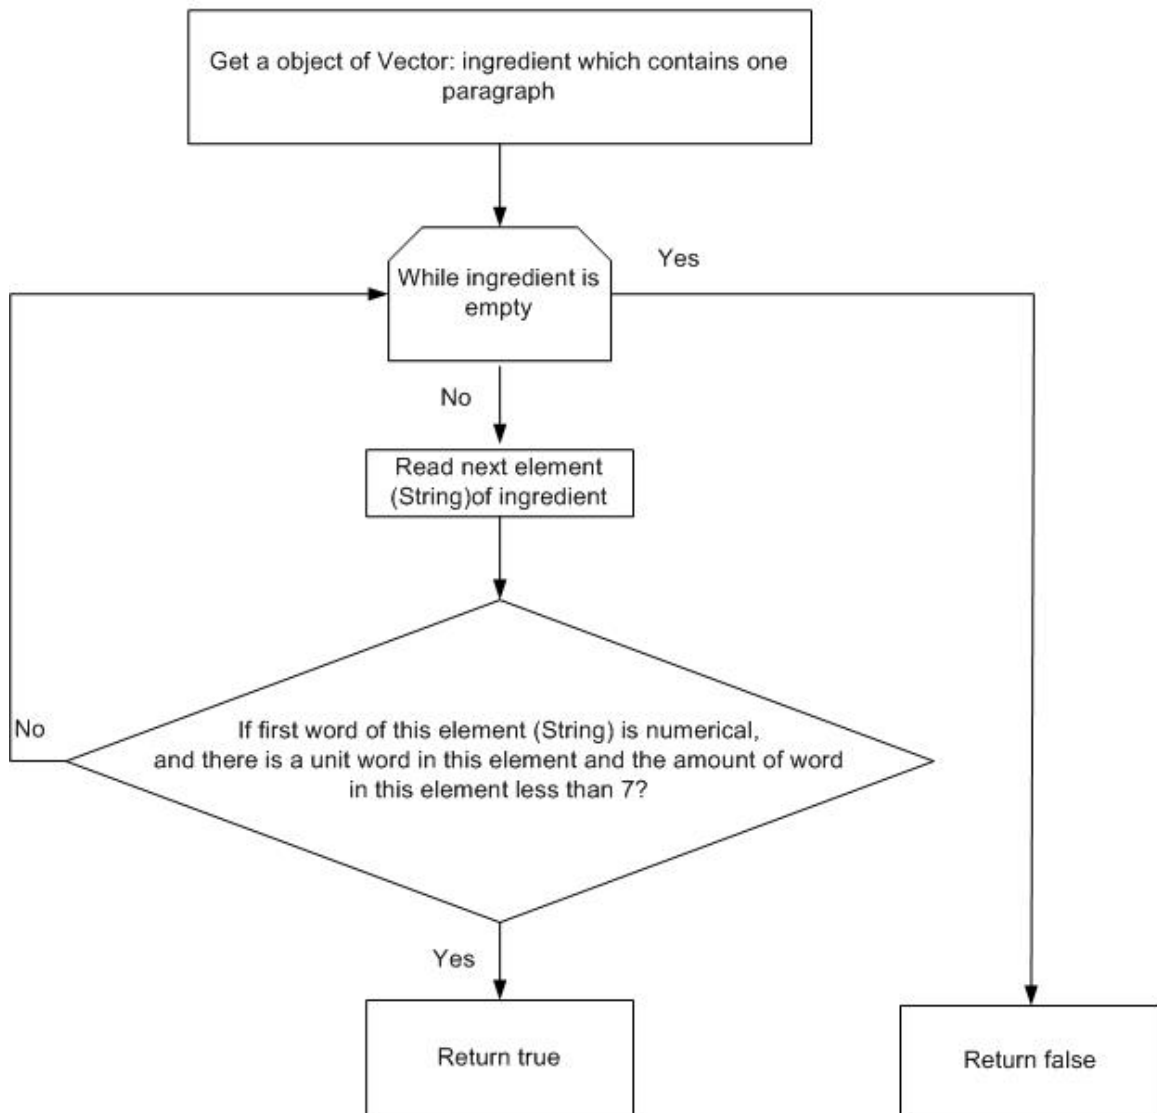 Get a object of Vector: ingredient which contains one
paragraph
While ingredient is
empty
Yes
No
Read next element
(String)of ingredient
If first word of this element (String) is numerical,
and there is a unit word in this element and the amount of word
in this element less than 7?
No
Yes
Return true
Return false